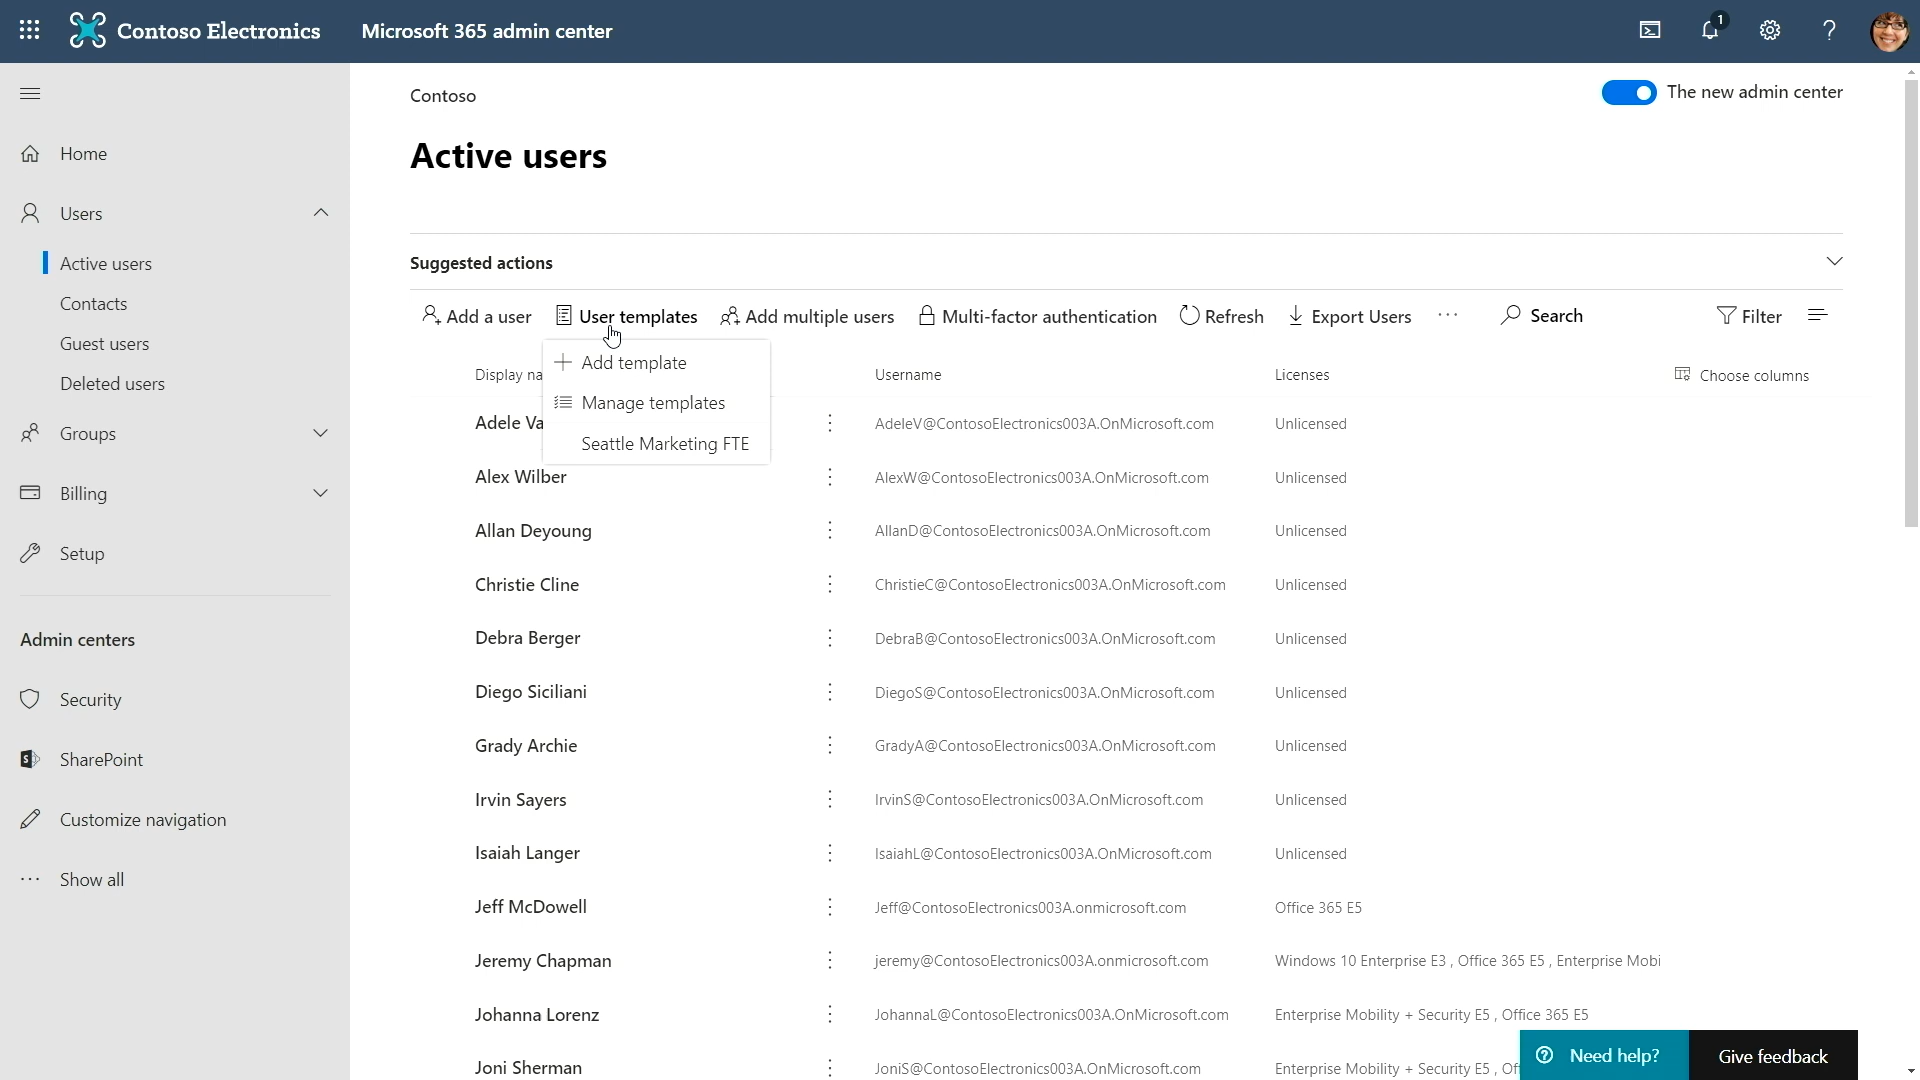 Contoso Electronics
Microsoft 365 admin center
1
Contoso
The new admin center
Active users
Home
Users
Active users
Contacts
Guest users
Deleted users
Groups
Billing
Setup
Admin centers
Security
SharePoint
Customize navigation
Show all
Suggested actions
Add a user
User templates
Add multiple users
Multi-factor authentication
Refresh
Export Users
Search
Filter
Add template
Manage templates
Seattle Marketing FTE
Display na
Username
Licenses
Choose columns
Adele Va
AdeleV@ContosoElectronics003A.OnMicrosoft.com
Unlicensed
Alex Wilber
AlexW@ContosoElectronics003A.OnMicrosoft.com
Unlicensed
Allan Deyoung
AllanD@ContosoElectronics003A.OnMicrosoft.com
Unlicensed
Christie Cline
ChristieC@ContosoElectronics003A.OnMicrosoft.com
Unlicensed
Debra Berger
DebraB@ContosoElectronics003A.OnMicrosoft.com
Unlicensed
Diego Siciliani
DiegoS@ContosoElectronics003A.OnMicrosoft.com
Unlicensed
Grady Archie
GradyA@ContosoElectronics003A.OnMicrosoft.com
Unlicensed
Irvin Sayers
IrvinS@ContosoElectronics003A.OnMicrosoft.com
Unlicensed
Isaiah Langer
IsaiahL@ContosoElectronics003A.OnMicrosoft.com
Unlicensed
Jeff McDowell
Jeff@ContosoElectronics003A.onmicrosoft.com
Office 365 E5
Jeremy Chapman
jeremy@ContosoElectronics003A.onmicrosoft.com
Windows 10 Enterprise E3 , Office 365 E5 , Enterprise Mobi
Johanna Lorenz
JohannaL@ContosoElectronics003A.OnMicrosoft.com
Enterprise Mobility + Security E5 , Office 365 E5
Joni Sherman
JoniS@ContosoElectronics003A.OnMicrosoft.com
Enterprise Mobility + Security E5 , Of
Need help?
Give feedback